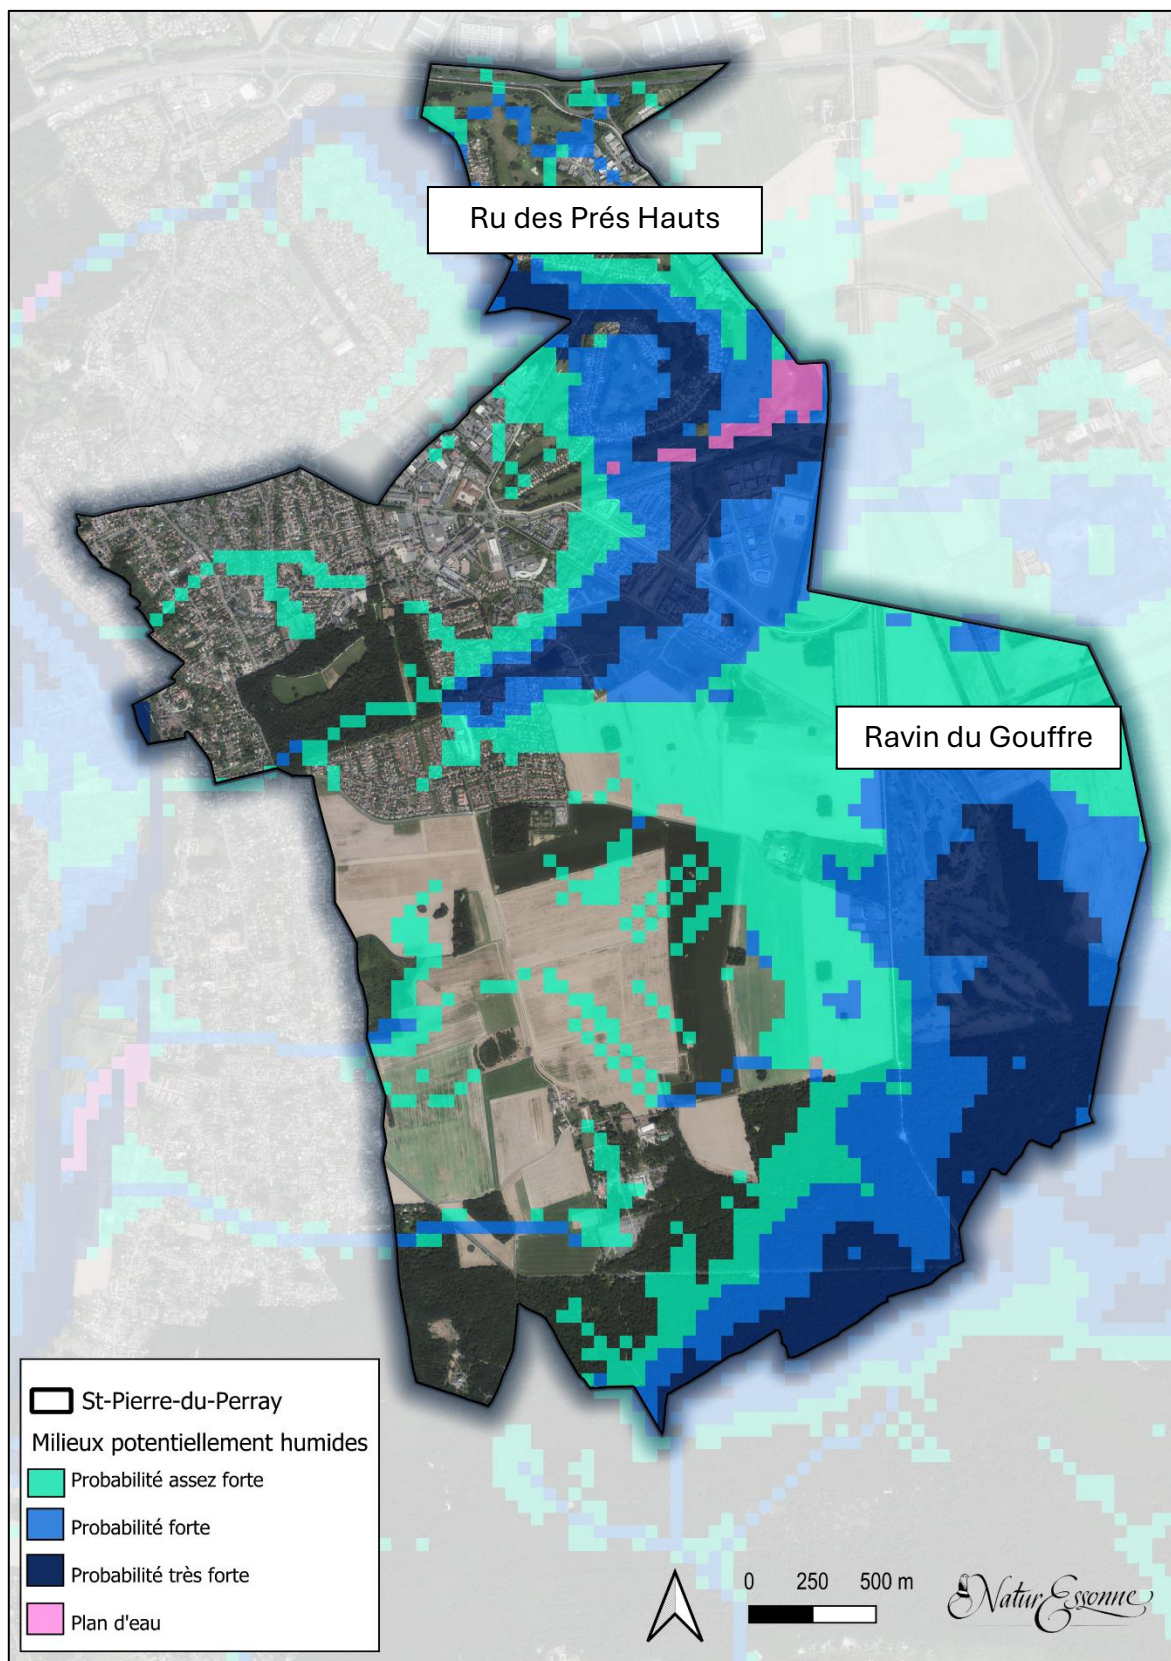 Ru des Prés Hauts
Ravin du Gouffre
St-Pierre-du-Perray
Milieux potentiellement humides
Probabilité assez forte
Probabilité forte
Probabilité très forte
Plan d'eau
0 250 500 m
NaturEssonne